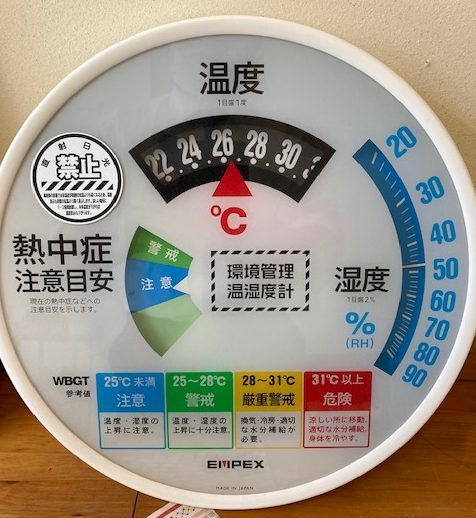 温度
1目盛1度
22 24 26 28 30
℃
直射日光
禁止
警戒
注意
熱中症
注意目安
現在の熱中症などへの
注意目安を示します。
環境管理
温湿度計
湿度
1目盛2%
%
(RH)
20
30
40
50
60
70
80
90
WBGT
参考値
25℃未満
注意
温度・湿度の
上昇に注意。
25～28℃
警戒
温度・湿度の
上昇に十分注意。
28～31℃
厳重警戒
換気・冷房・適切
な水分補給が
必要。
31℃以上
危険
涼しい所に移動、
適切な水分補給、
身体を冷やす。
EMPEX
MADE IN JAPAN